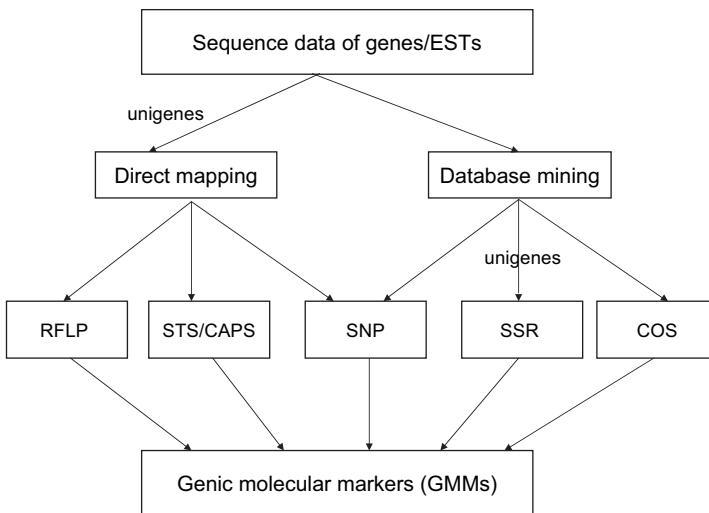 Sequence data of genes/ESTs
unigenes
Direct mapping
Database mining
unigenes
RFLP
STS/CAPS
SNP
SSR
COS
Genic molecular markers (GMMs)